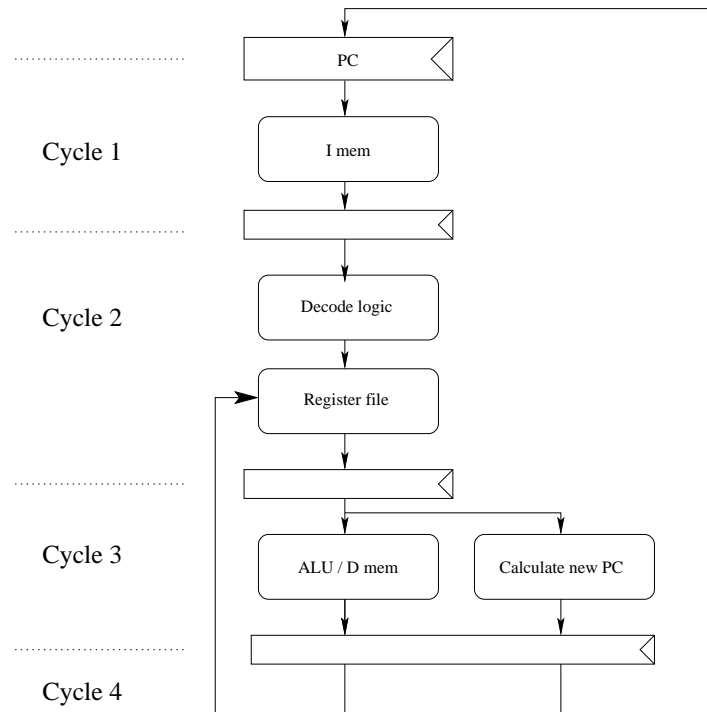 PC
Cycle 1
I mem
Cycle 2
Decode logic
Register file
Cycle 3
ALU / D mem
Calculate new PC
Cycle 4